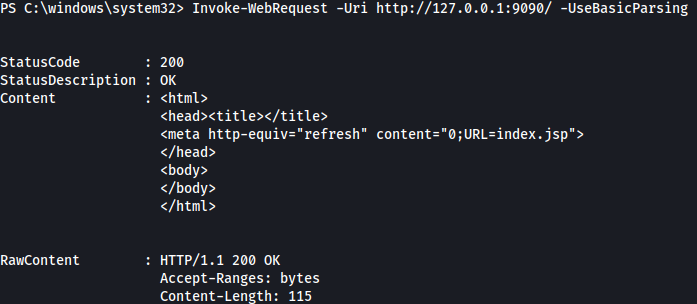 PS C:\windows\system32> Invoke-WebRequest -Uri http://127.0.0.1:9090/ -UseBasicParsing
StatusCode : 200
StatusDescription : OK
Content : <html>
<head><title></title>
<meta http-equiv="refresh" content="0;URL=index.jsp">
</head>
<body>
</body>
</html>
RawContent : HTTP/1.1 200 OK
Accept-Ranges: bytes
Content-Length: 115